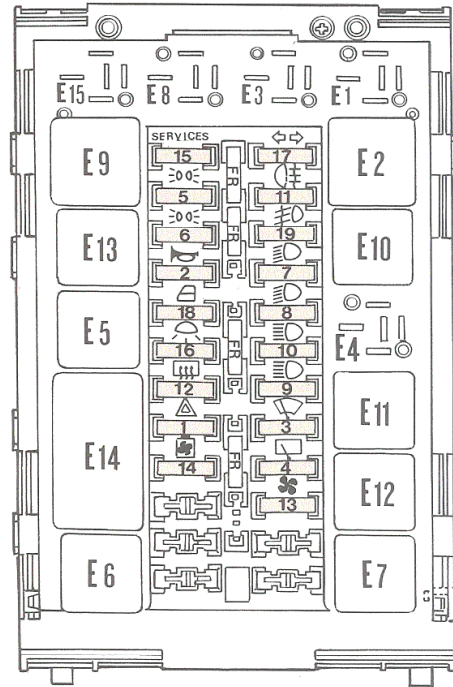 E15 E8 E3 E1
SERVICES
E9 15 FR 17 E2
5 11
6 FR 19
E13 2 7 E10
18 8
E5 16 FR 10 E4
12 9
1 3 E11
E14 14 FR 4
13 E12
E6 E7